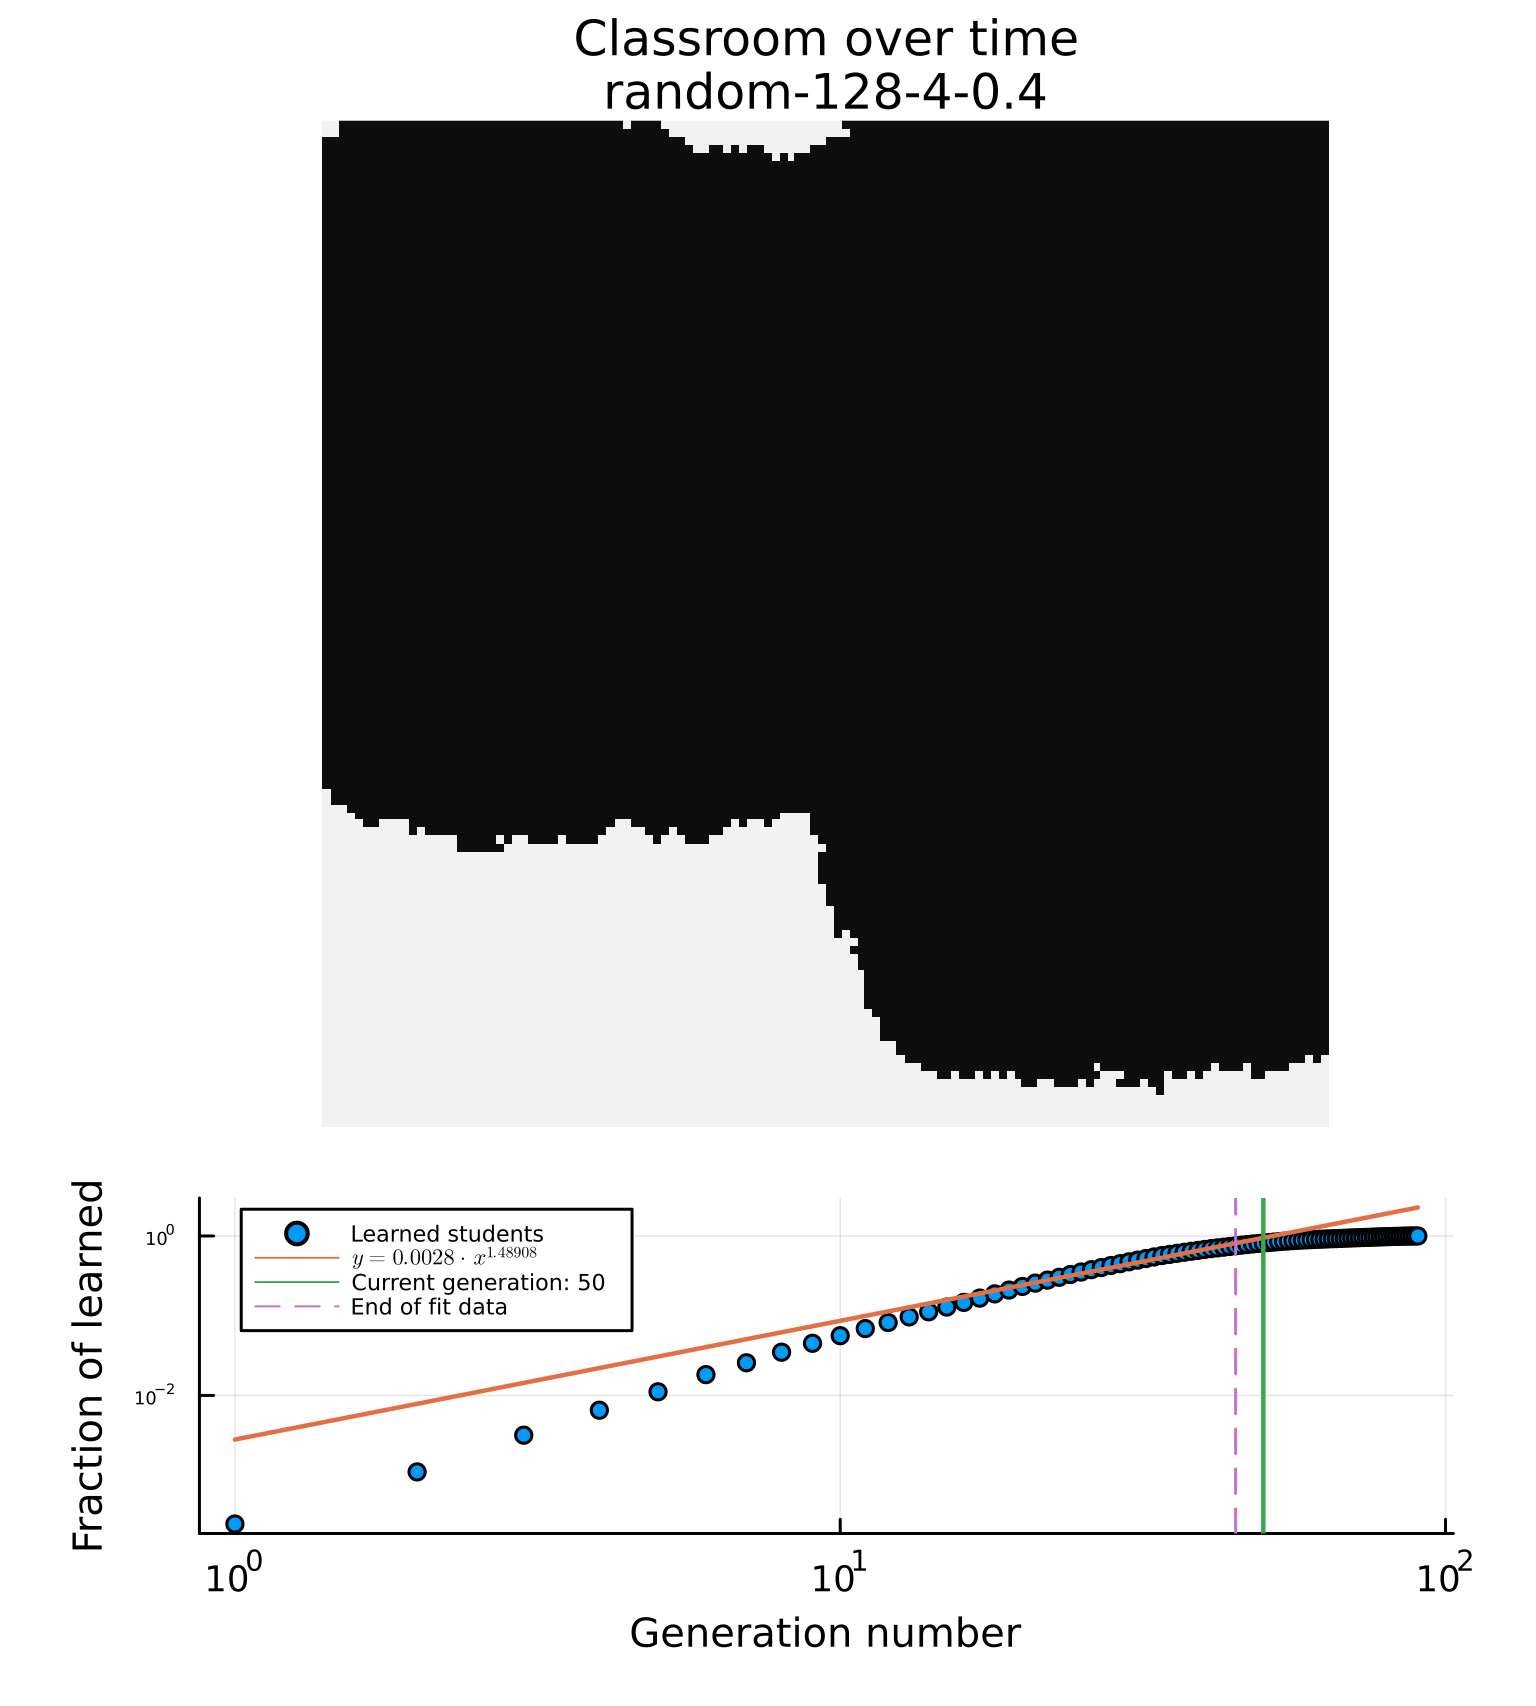 Classroom over time
random-128-4-0.4
Fraction of learned
10^0
10^−2
Learned students
y = 0.0028 · x^1.48908
Current generation: 50
End of fit data
10^0 10^1 10^2
Generation number